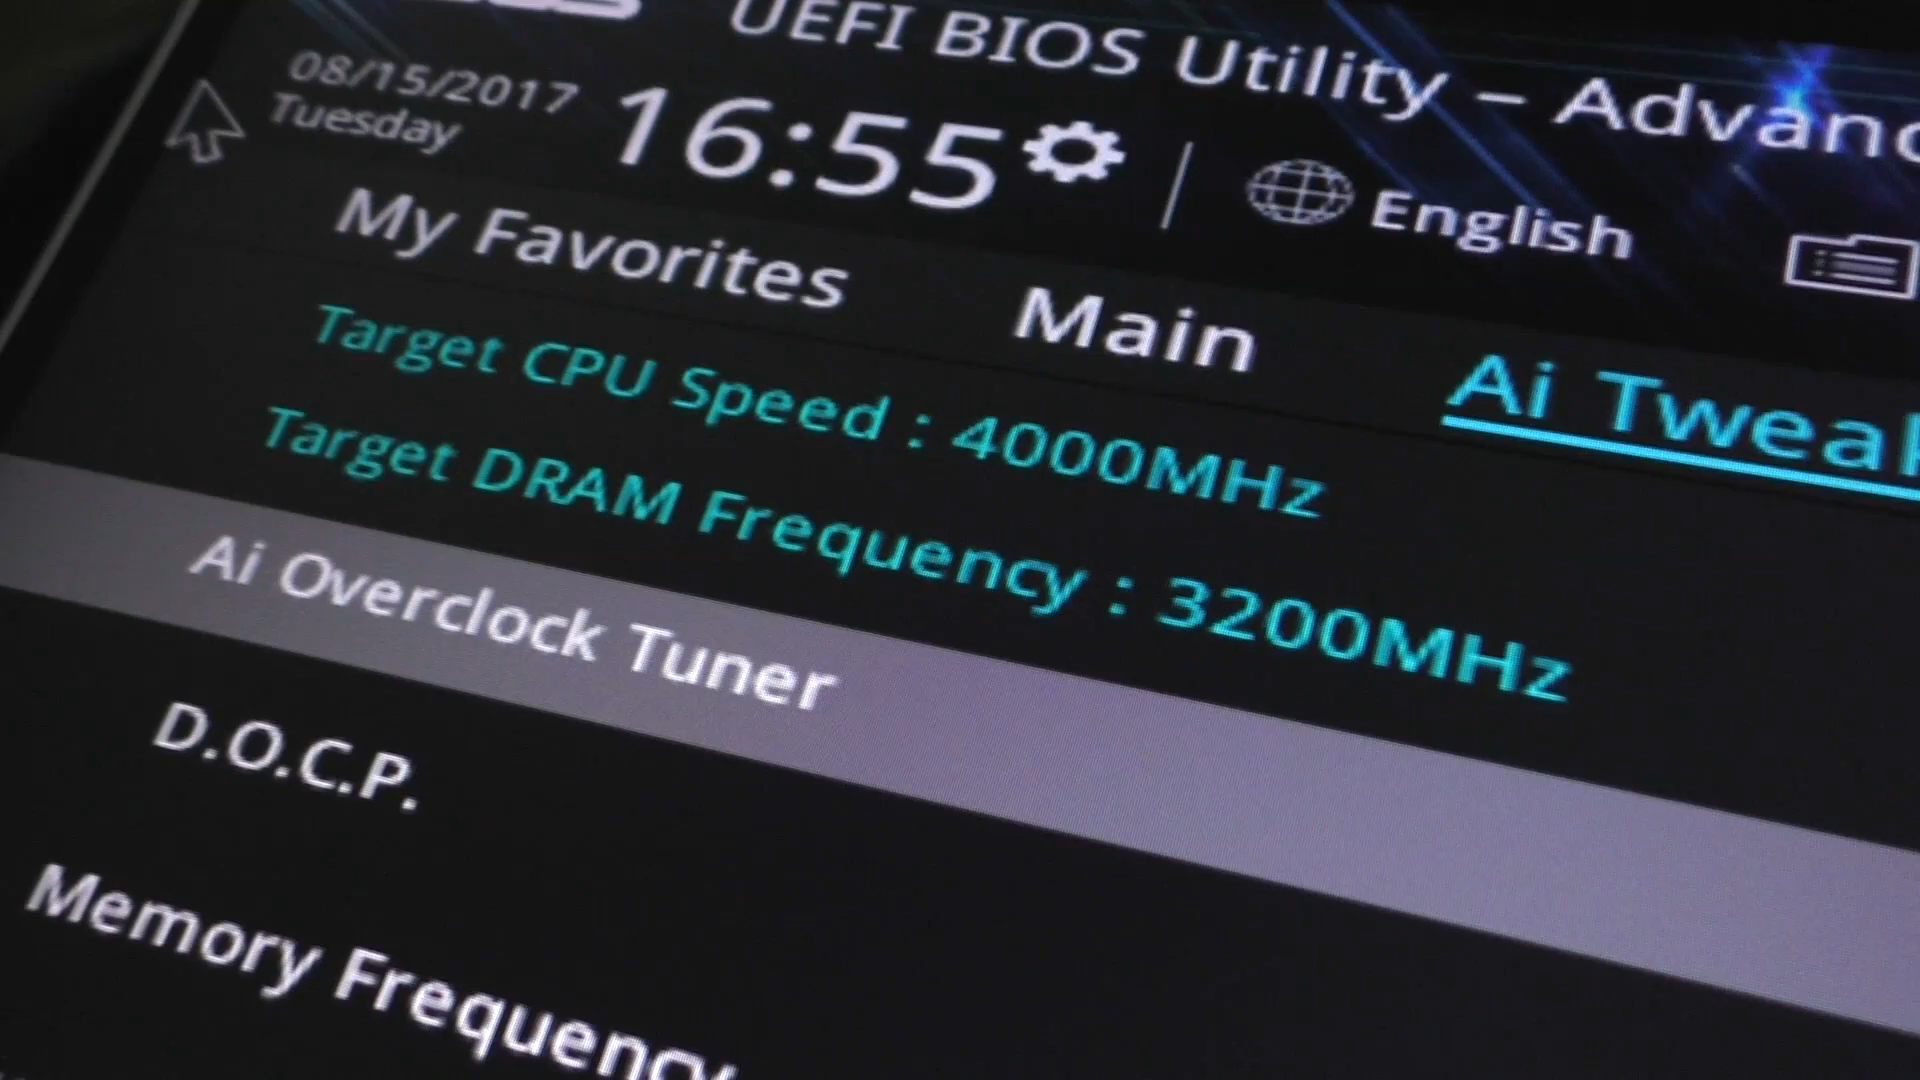 UEFI BIOS Utility – Advanc
08/15/2017
Tuesday
16:55
English
My Favorites Main Ai Tweak
Target CPU Speed : 4000MHz
Target DRAM Frequency : 3200MHz
Ai Overclock Tuner
D.O.C.P.
Memory Frequency